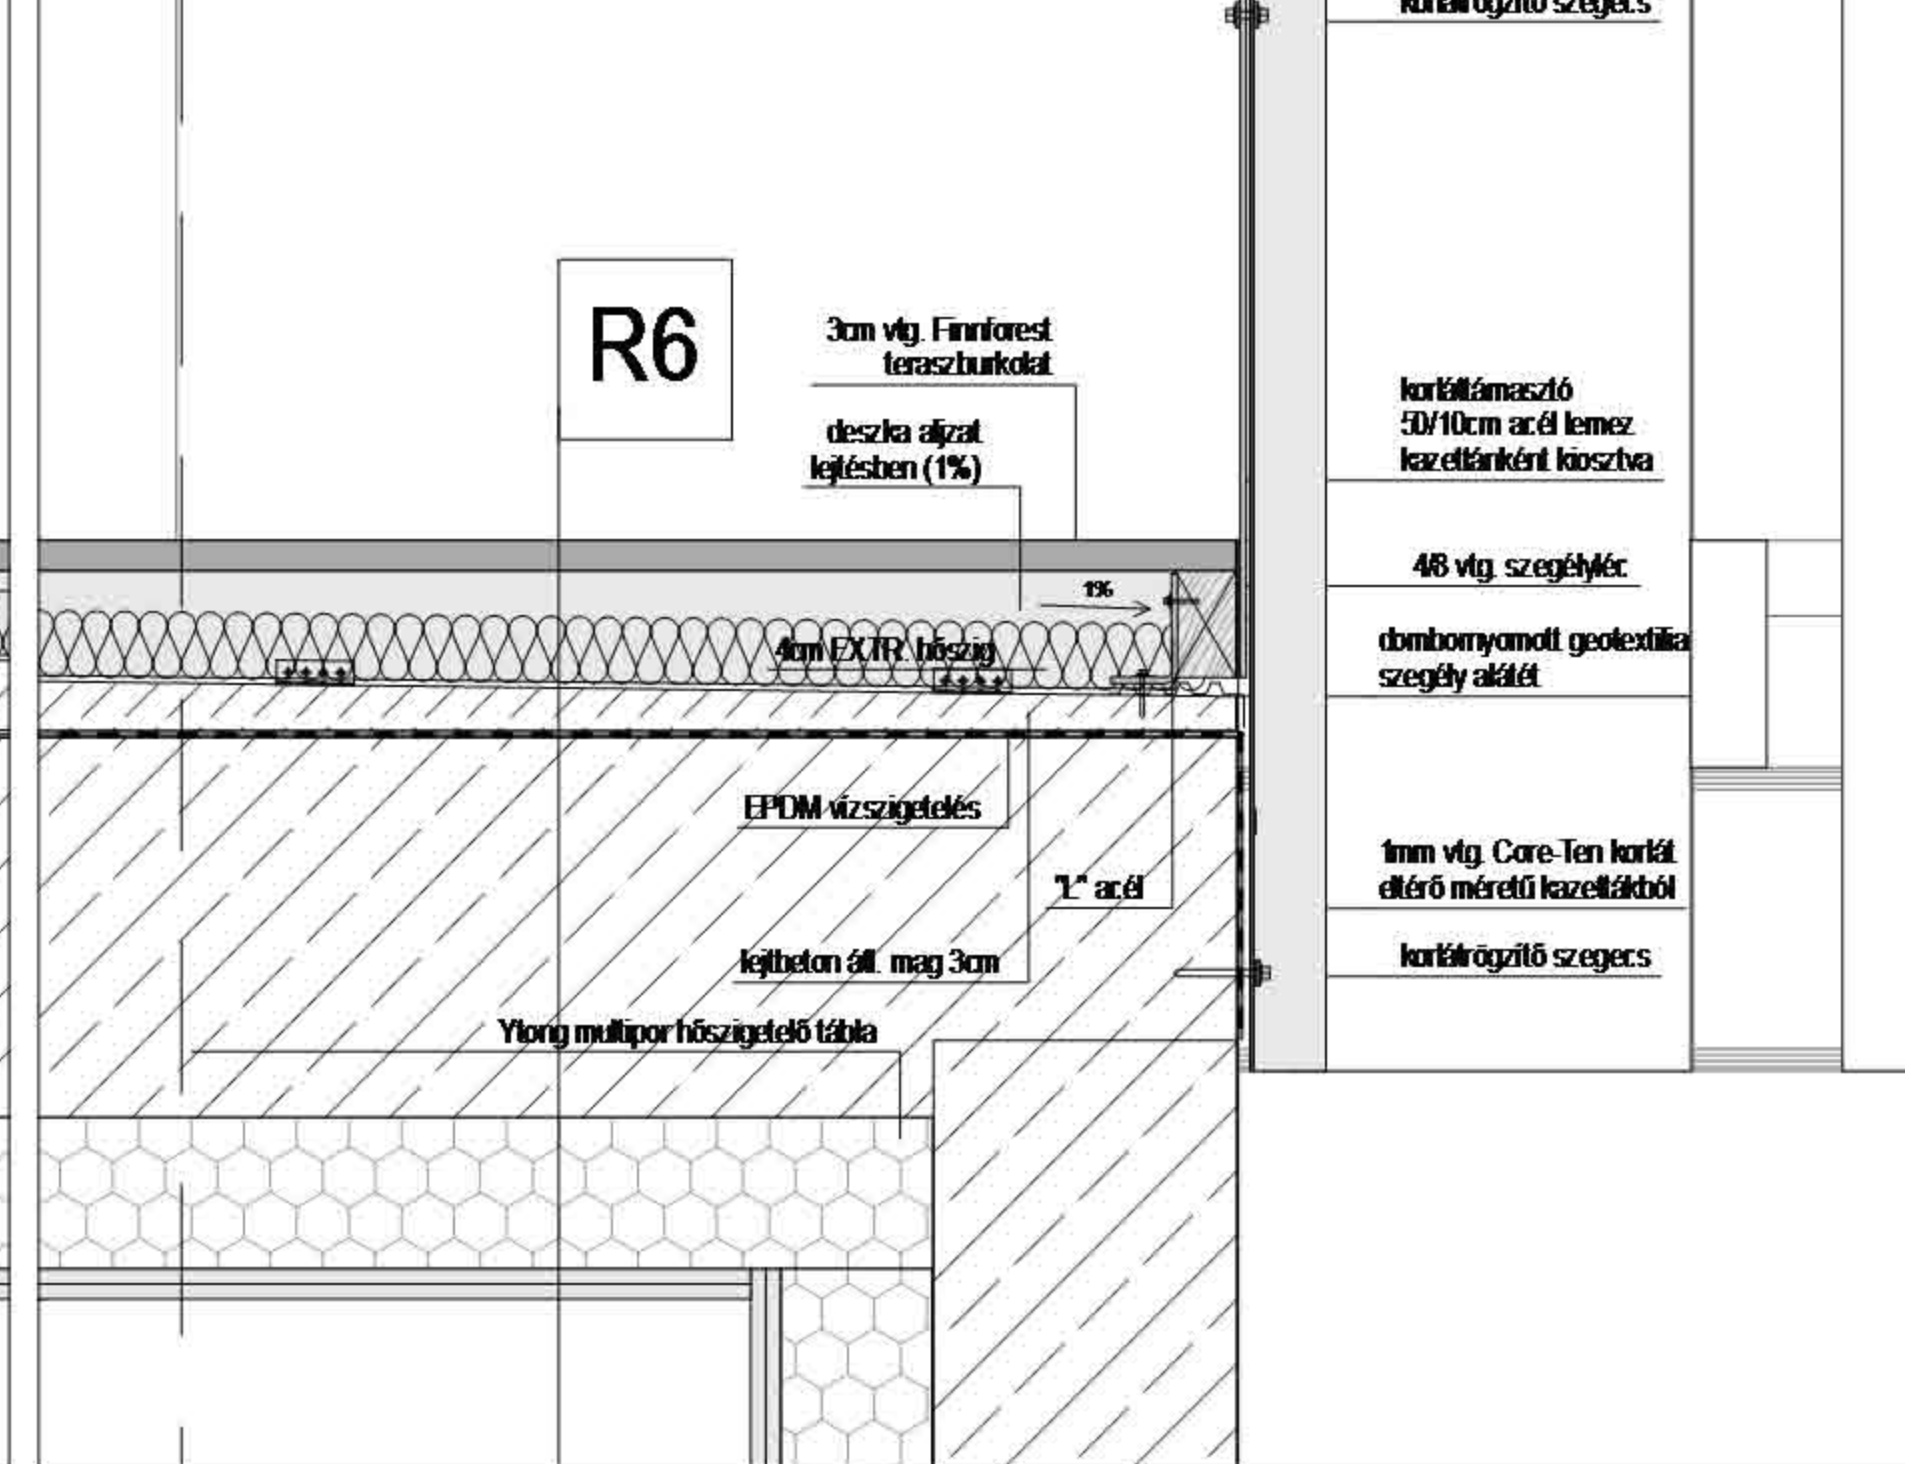 korlátrögzítő szegecs
R6
3cm vtg. Finnforest
teraszburkolat
deszka aljzat
lejtésben (1%)
korláttámasztó
50/10cm acél lemez
kazettánként kiosztva
4/8 vtg. szegélyléc
1%
dombornyomott geotextília
szegély alátét
4cm EXTR. hőszig
EPDM vízszigetelés
1mm vtg. Core-Ten korlát
eltérő méretű kazettákból
"L" acél
lejtbeton átl. mag 3cm
korlátrögzítő szegecs
Ytong multipor hőszigetelő tábla